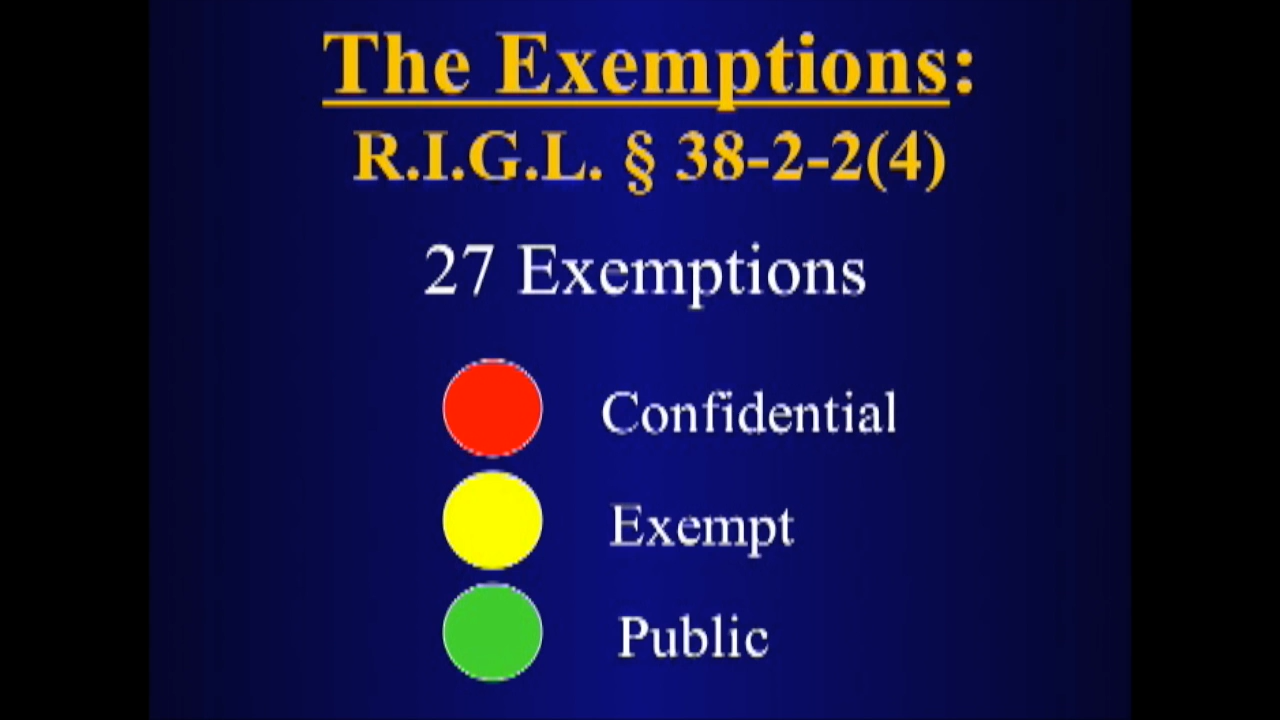 The Exemptions:
R.I.G.L. § 38-2-2(4)
27 Exemptions
Confidential
Exempt
Public